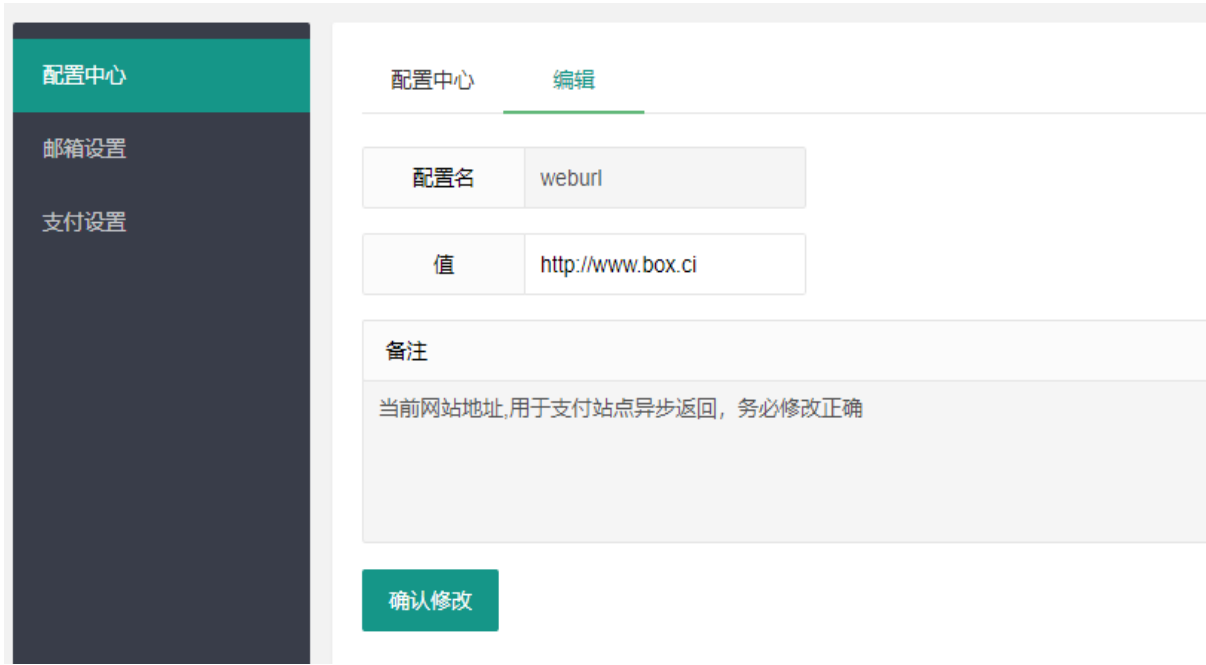 配置中心
邮箱设置
支付设置
配置中心 编辑
配置名 weburl
值 http://www.box.ci
备注
当前网站地址,用于支付站点异步返回，务必修改正确
确认修改